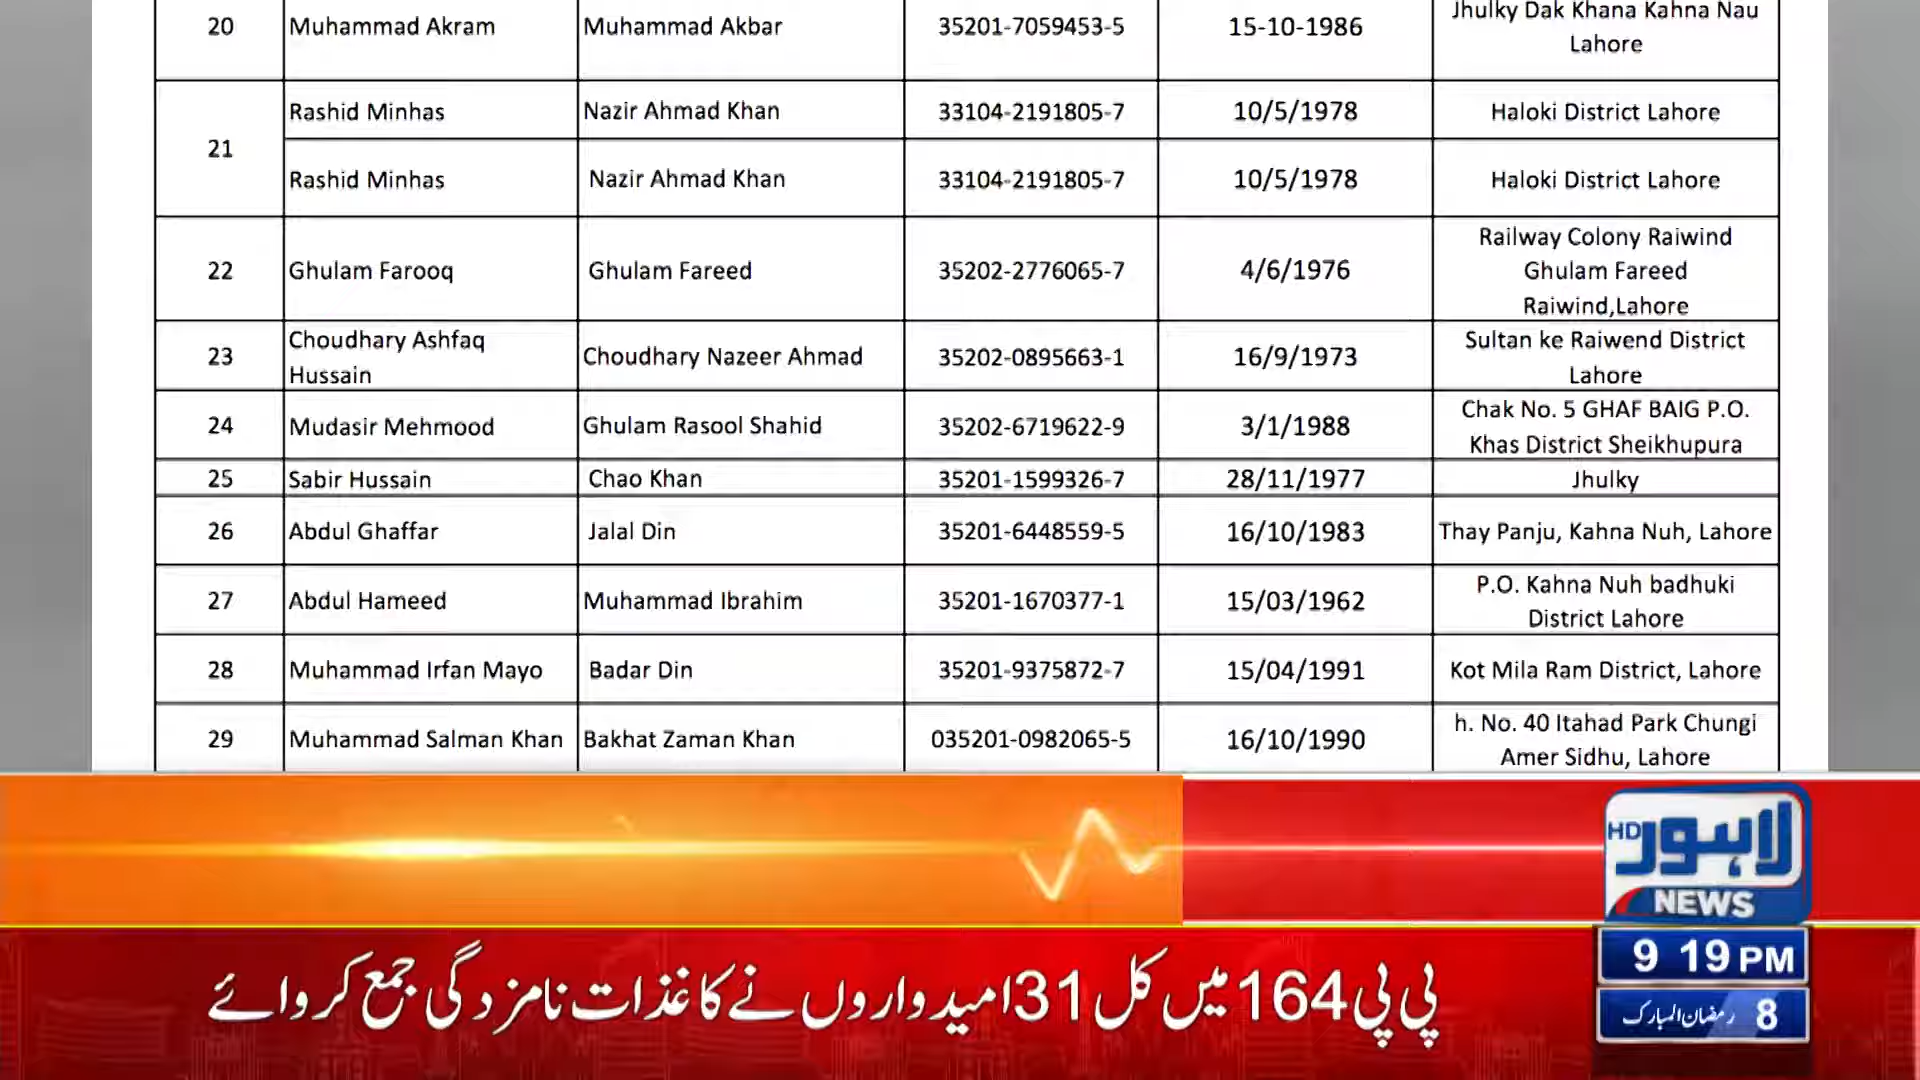 20 Muhammad Akram Muhammad Akbar 35201-7059453-5 15-10-1986 Jhulky Dak Khana Kahna Nau
Lahore
21 Rashid Minhas Nazir Ahmad Khan 33104-2191805-7 10/5/1978 Haloki District Lahore
Rashid Minhas Nazir Ahmad Khan 33104-2191805-7 10/5/1978 Haloki District Lahore
22 Ghulam Farooq Ghulam Fareed 35202-2776065-7 4/6/1976 Railway Colony Raiwind
Ghulam Fareed
Raiwind,Lahore
23 Choudhary Ashfaq
Hussain Choudhary Nazeer Ahmad 35202-0895663-1 16/9/1973 Sultan ke Raiwend District
Lahore
24 Mudasir Mehmood Ghulam Rasool Shahid 35202-6719622-9 3/1/1988 Chak No. 5 GHAF BAIG P.O.
Khas District Sheikhupura
25 Sabir Hussain Chao Khan 35201-1599326-7 28/11/1977 Jhulky
26 Abdul Ghaffar Jalal Din 35201-6448559-5 16/10/1983 Thay Panju, Kahna Nuh, Lahore
27 Abdul Hameed Muhammad Ibrahim 35201-1670377-1 15/03/1962 P.O. Kahna Nuh badhuki
District Lahore
28 Muhammad Irfan Mayo Badar Din 35201-9375872-7 15/04/1991 Kot Mila Ram District, Lahore
29 Muhammad Salman Khan Bakhat Zaman Khan 035201-0982065-5 16/10/1990 h. No. 40 Itahad Park Chungi
Amer Sidhu, Lahore
لاہور HD
NEWS
9 19 PM
8 رمضان المبارک
پی پی 164 میں کل 31 امیدواروں نے کاغذات نامزدگی جمع کروائے